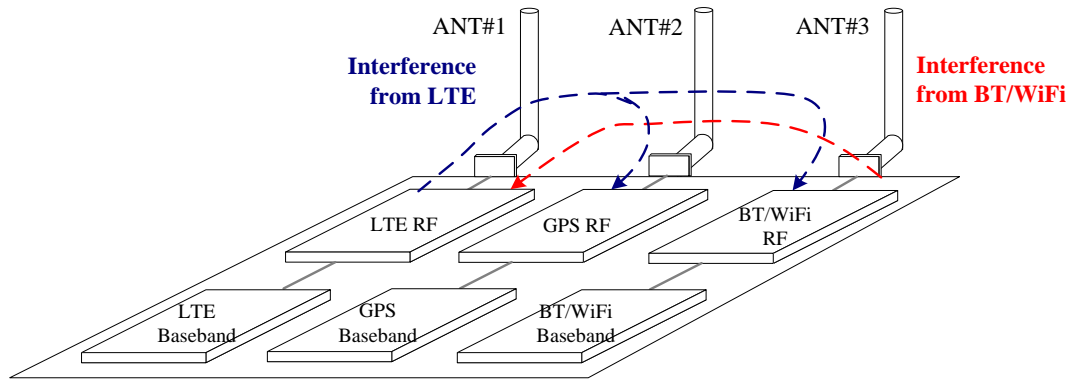 ANT#1
ANT#2
ANT#3
Interference
from LTE
Interference
from BT/WiFi
LTE RF
GPS RF
BT/WiFi
RF
LTE
Baseband
GPS
Baseband
BT/WiFi
Baseband